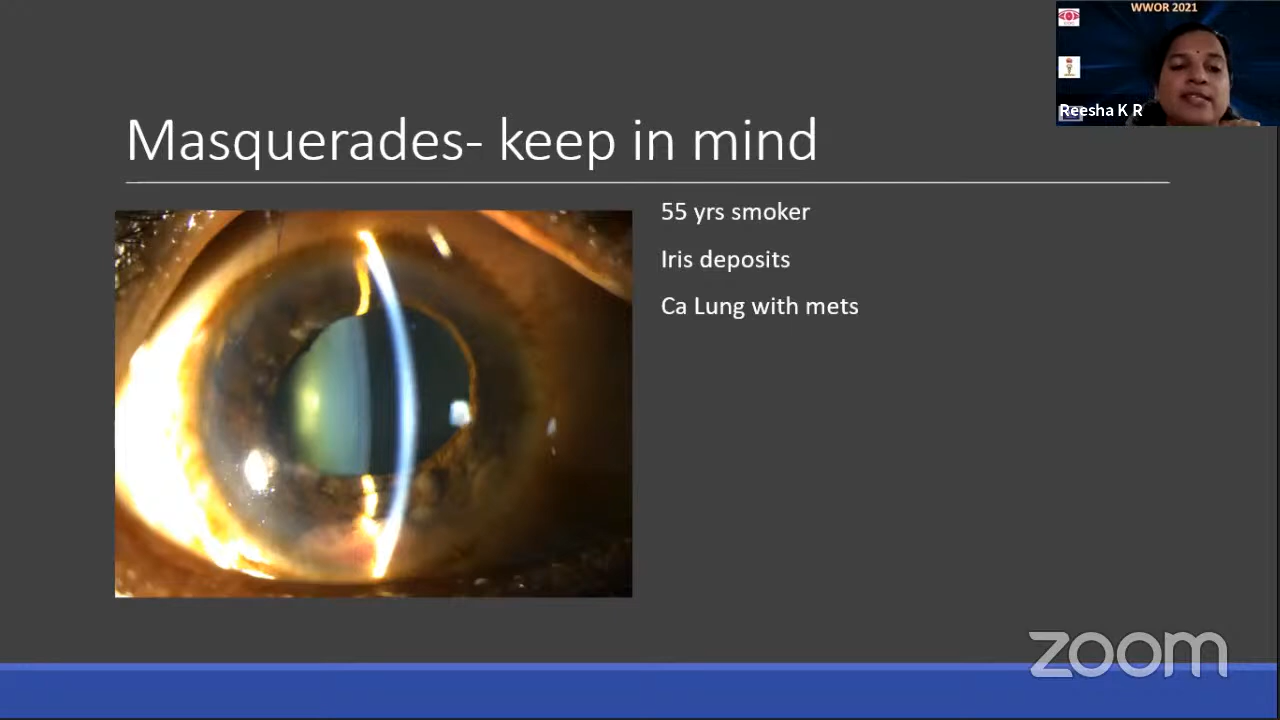 WWOR 2021
Reesha K R
Masquerades- keep in mind
55 yrs smoker
Iris deposits
Ca Lung with mets
zoom